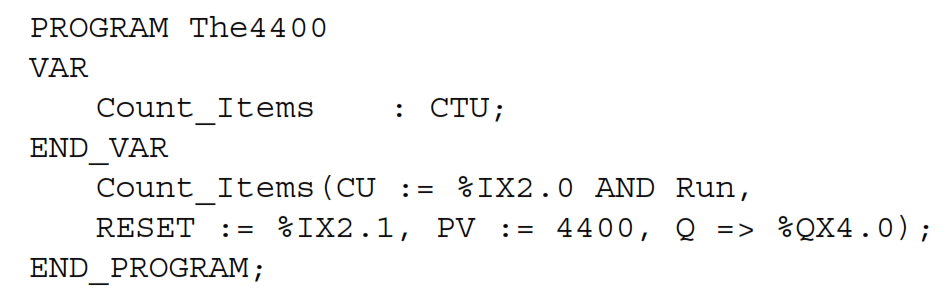 PROGRAM The4400
VAR
Count_Items : CTU;
END_VAR
Count_Items(CU := %IX2.0 AND Run,
RESET := %IX2.1, PV := 4400, Q => %QX4.0);
END_PROGRAM;